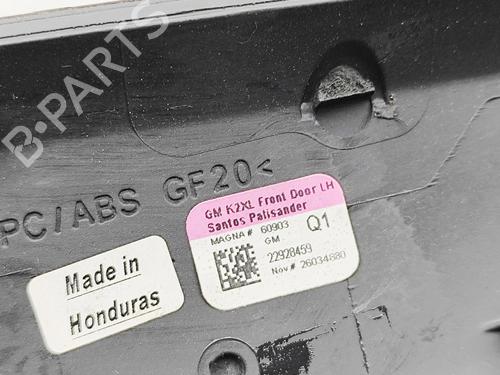 B-PARTS
PC/ABS GF20<
GM K2XL Front Door LH
Santos Palisander
MAGNA # 60903 Q1
GM
22928459
Nov # 26034880
Made in
Honduras